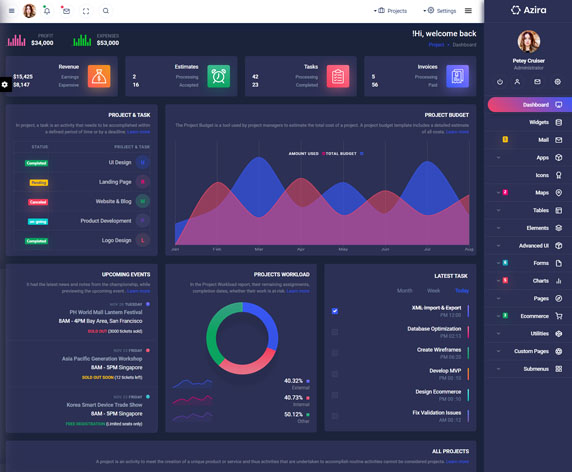 Projects
Settings
Azira
PROFIT
$34,000
EXPENSES
$53,000
!Hi, welcome back
Project
Dashboard
Petey Cruiser
Administrator
Revenue
$15,425 Earnings
$8,147 Expensive
Estimates
2 Processing
16 Accepted
Tasks
42 Processing
23 Completed
Invoices
5 Processing
56 Paid
Dashboard
Widgets
Mail
Apps
Icons
Maps
Tables
Elements
Advanced UI
Forms
Charts
Pages
Ecommerce
Utilities
Custom Pages
Submenus
PROJECT & TASK
In project, a task is an activity that needs to be accomplished within
a defined period of time or by a deadline. Learn more
STATUS PROJECT & TASK
Completed UI Design
Pending Landing Page
Canceled Website & Blog
on-going Product Development
Completed Logo Design L
PROJECT BUDGET
The Project Budget is a tool used by project managers to estimate the total cost of a project. A project budget template includes a detailed estimate
of all costs. Learn more
AMOUNT USED TOTAL BUDGET
Jan Feb Mar Apr May Jun Jul Aug
UPCOMING EVENTS
it had the latest news and notes from the championship, while
previewing the upcoming event. Learn more
TUESDAY
PH World Mall Lantern Festival
8AM - 4PM Bay Area, San Francisco
SOLD OUT (3000 tickets sold)
FRIDAY
Asia Pacific Generation Workshop
8AM - 5PM Singapore
SOLD OUT SOON (12 tickets left)
FRIDAY
Korea Smart Device Trade Show
8AM - 5PM Singapore
FREE REGISTRATION (Limited seats only)
PROJECTS WORKLOAD
In the Project Workload report, their remaining assignments,
completion dates, whether their work is at risk. Learn more
40.32%
External
40.73%
Internal
50.12%
Other
LATEST TASK
Month Week Today
XML Import & Export
PM 12:00
Database Optimization
PM 02:13
Create Wireframes
PM 06:20
Develop MVP
PM 00:10
Design Ecommerce
PM 00:10
Fix Validation Issues
AM 00:12
ALL PROJECTS
A project is an activity to meet the creation of a unique product or service and thus activities that are undertaken to accomplish routine activities cannot be considered projects. Learn more